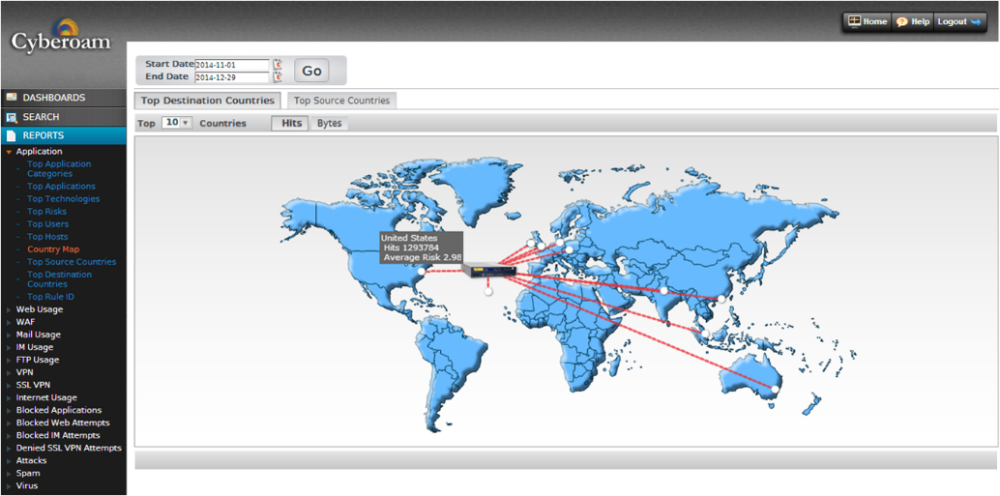 Cyberoam
Home Help Logout
Start Date 2014-11-01
End Date 2014-12-29
Go
DASHBOARDS
SEARCH
REPORTS
Application
Top Application
Categories
Top Applications
Top Technologies
Top Risks
Top Users
Top Hosts
Country Map
Top Source Countries
Top Destination
Countries
Top Rule ID
Web Usage
WAF
Mail Usage
IM Usage
FTP Usage
VPN
SSL VPN
Internet Usage
Blocked Applications
Blocked Web Attempts
Blocked IM Attempts
Denied SSL VPN Attempts
Attacks
Spam
Virus
Top Destination Countries Top Source Countries
Top 10 Countries Hits Bytes
United States
Hits 1293784
Average Risk 2.98